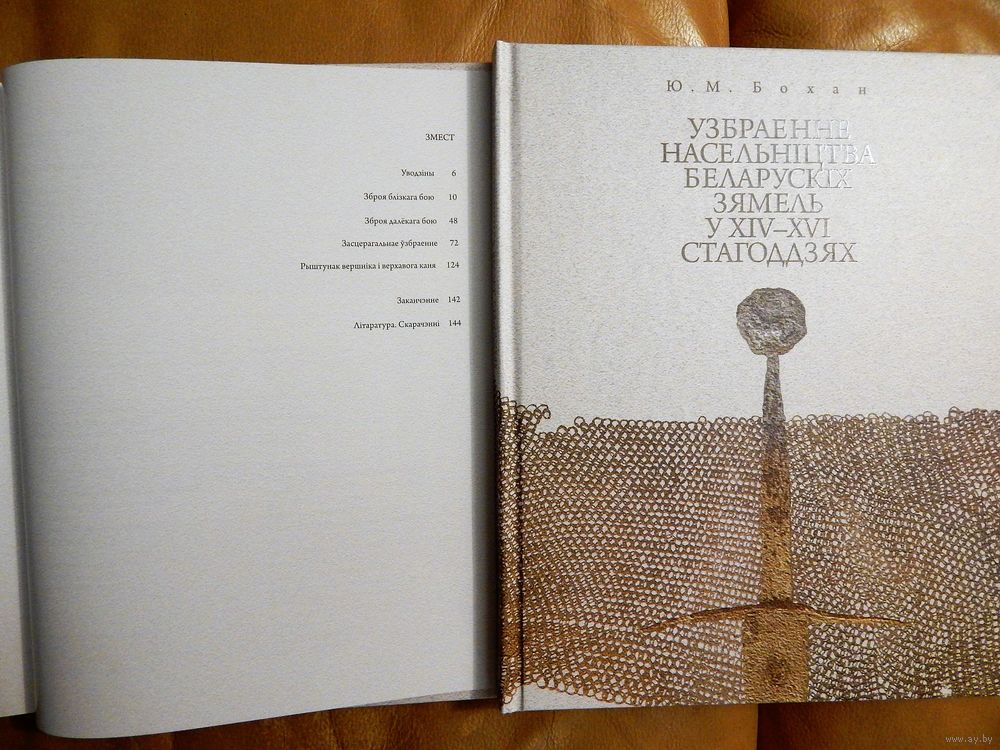 ЗМЕСТ
Уводзіны 6
Зброя блізкага бою 10
Зброя далёкага бою 48
Засцерагальнае ўзбраенне 72
Рыштунак вершніка і верхавога каня 124
Заканчэнне 142
Літаратура. Скарачэнні 144
Ю. М. Бохан
УЗБРАЕННЕ
НАСЕЛЬНІЦТВА
БЕЛАРУСКІХ
ЗЯМЕЛЬ
У XIV–XVI
СТАГОДДЗЯХ
www.ay.by